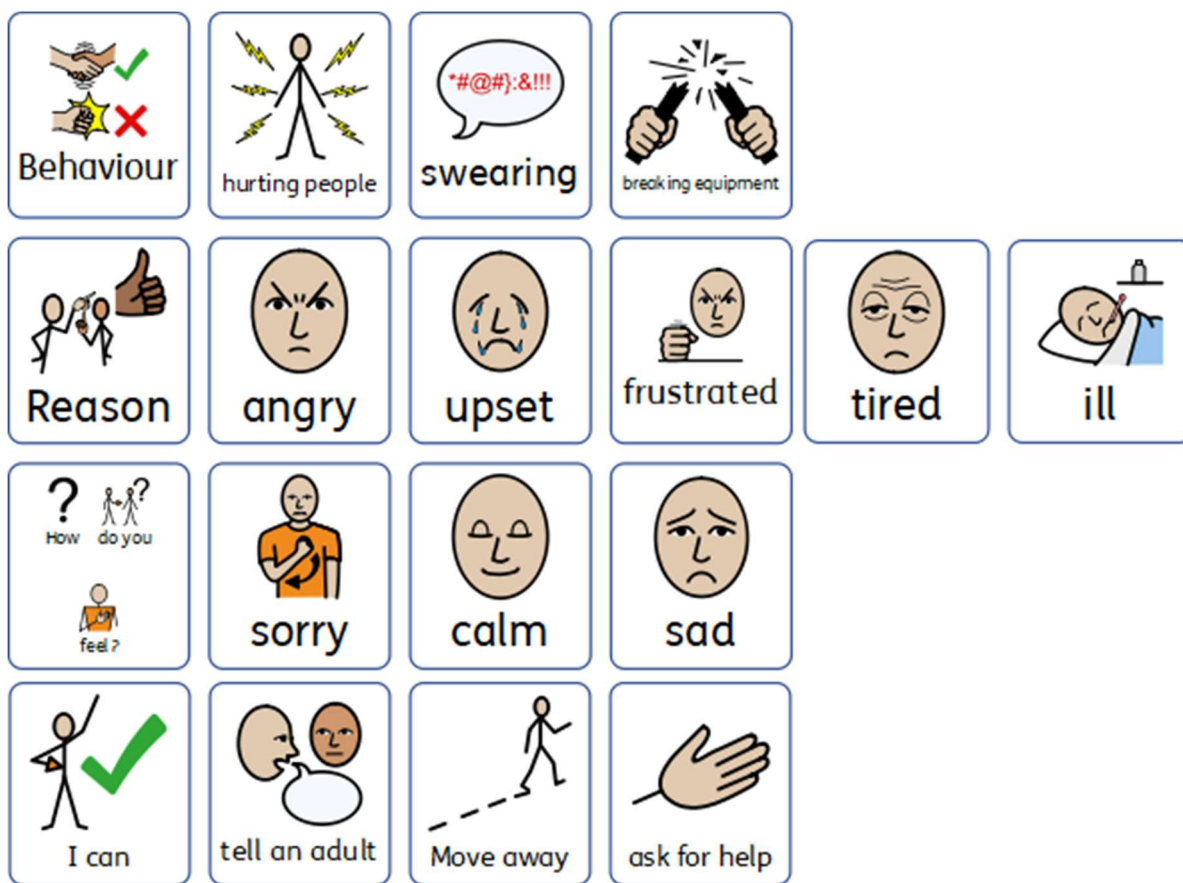 Behaviour
hurting people
*#@#}:&!!!
swearing
breaking equipment
Reason
angry
upset
frustrated
tired
ill
? ?
How do you
feel?
sorry
calm
sad
I can
tell an adult
Move away
ask for help